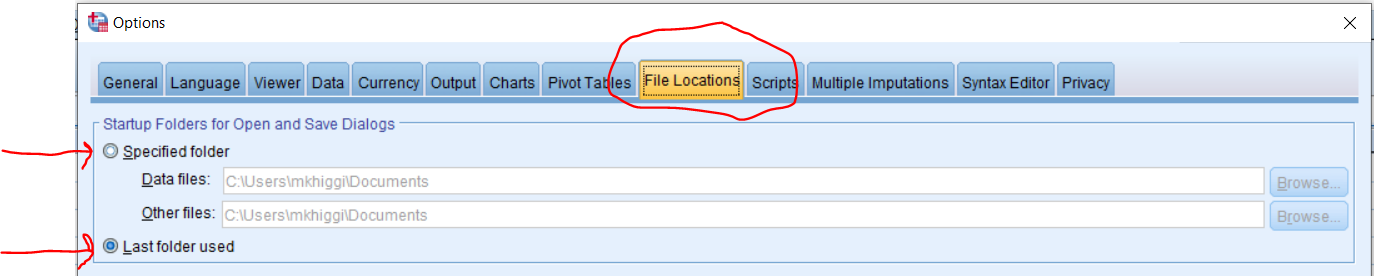 Options
General Language Viewer Data Currency Output Charts Pivot Tables File Locations Scripts Multiple Imputations Syntax Editor Privacy
Startup Folders for Open and Save Dialogs
Specified folder
Data files: C:\Users\mkhiggi\Documents Browse...
Other files: C:\Users\mkhiggi\Documents Browse...
Last folder used